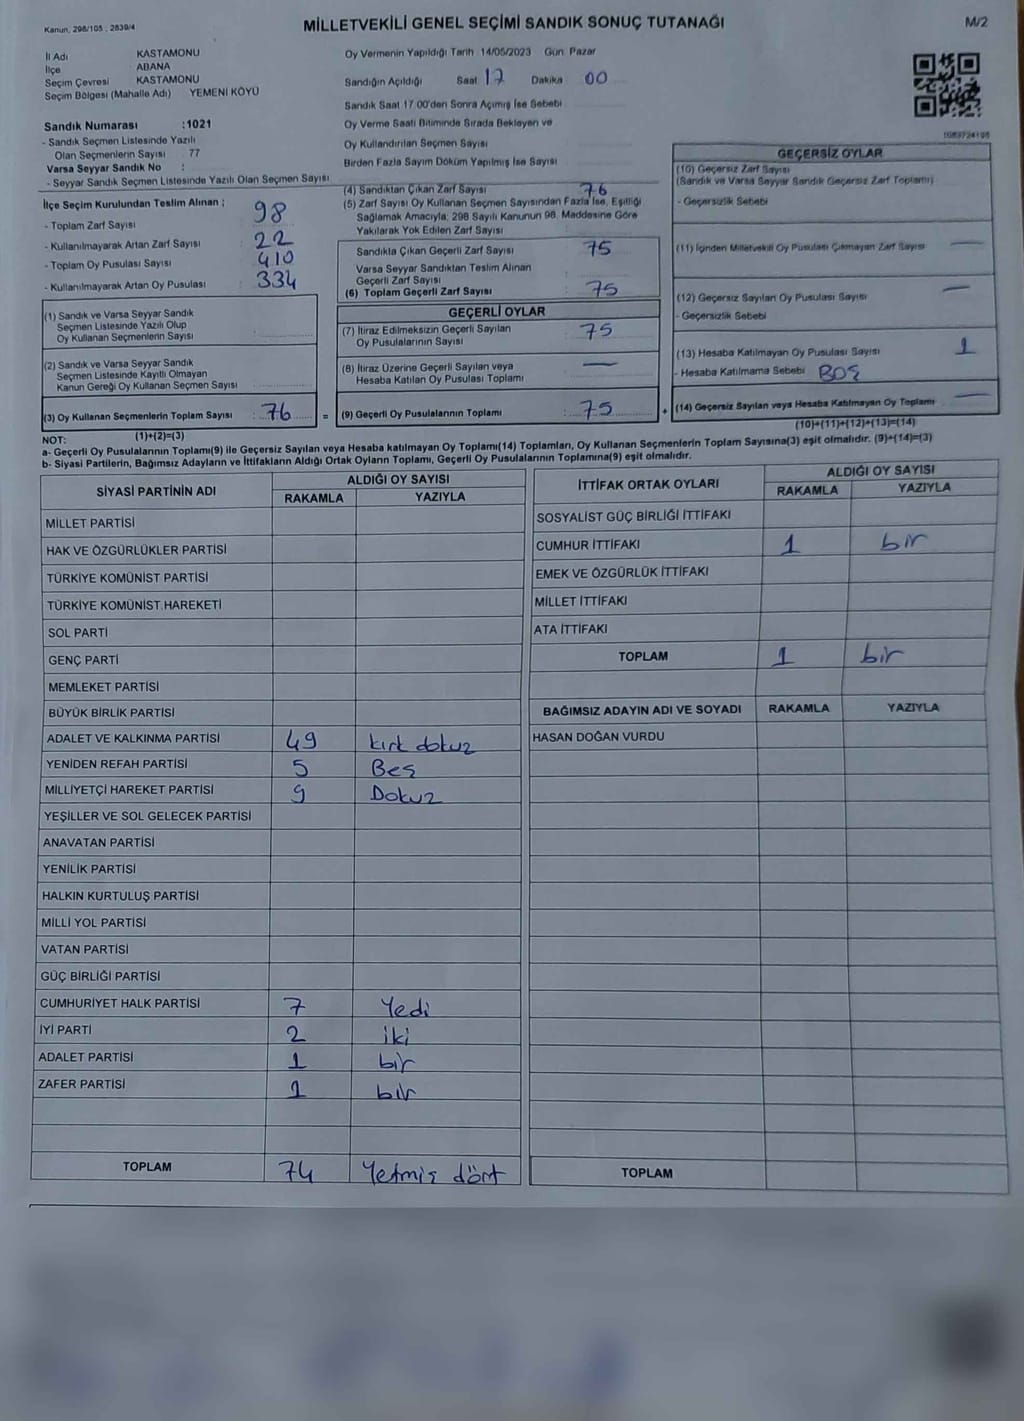 Kanun, 298/105 ; 2839/4
MİLLETVEKİLİ GENEL SEÇİMİ SANDIK SONUÇ TUTANAĞI
M/2
İl Adı KASTAMONU
İlçe ABANA
Seçim Çevresi KASTAMONU
Seçim Bölgesi (Mahalle Adı) YEMENİ KÖYÜ
Sandık Numarası :1021
- Sandık Seçmen Listesinde Yazılı
Olan Seçmenlerin Sayısı : 77
Varsa Seyyar Sandık No :
- Seyyar Sandık Seçmen Listesinde Yazılı Olan Seçmen Sayısı
Oy Vermenin Yapıldığı Tarih 14/05/2023 Gün: Pazar
Sandığın Açıldığı Saat 17 Dakika 00
Sandık Saat 17.00'den Sonra Açımış İse Sebebi
Oy Verme Saati Bitiminde Sırada Bekleyen ve
Oy Kullandırılan Seçmen Sayısı
Birden Fazla Sayım Döküm Yapılmış İse Sayısı
İlçe Seçim Kurulundan Teslim Alınan ;
- Toplam Zarf Sayısı 98
- Kullanılmayarak Artan Zarf Sayısı 22
- Toplam Oy Pusulası Sayısı 410
- Kullanılmayarak Artan Oy Pusulası : 334
(1) Sandık ve Varsa Seyyar Sandık
Seçmen Listesinde Yazılı Olup
Oy Kullanan Seçmenlerin Sayısı
(2) Sandık ve Varsa Seyyar Sandık
Seçmen Listesinde Kayıtlı Olmayan
Kanun Gereği Oy Kullanan Seçmen Sayısı
(3) Oy Kullanan Seçmenlerin Toplam Sayısı : 76 =
(1)+(2)=(3)
(4) Sandıktan Çıkan Zarf Sayısı 76
(5) Zarf Sayısı Oy Kullanan Seçmen Sayısından Fazla İse, Eşitliği
Sağlamak Amacıyla; 298 Sayılı Kanunun 98. Maddesine Göre
Yakılarak Yok Edilen Zarf Sayısı
Sandıkta Çıkan Geçerli Zarf Sayısı 75
Varsa Seyyar Sandıktan Teslim Alınan
Geçerli Zarf Sayısı
(6) Toplam Geçerli Zarf Sayısı : 75
GEÇERLİ OYLAR
(7) İtiraz Edilmeksizin Geçerli Sayılan
Oy Pusulalarının Sayısı : 75
(8) İtiraz Üzerine Geçerli Sayılan veya
Hesaba Katılan Oy Pusulası Toplamı —
(9) Geçerli Oy Pusulalarının Toplamı : 75 +
GEÇERSİZ OYLAR
(10) Geçersiz Zarf Sayısı
(Sandık ve Varsa Seyyar Sandık Geçersiz Zarf Toplamı)
- Geçersizlik Sebebi
(11) İçinden Milletvekili Oy Pusulası Çıkmayan Zarf Sayısı —
(12) Geçersiz Sayılan Oy Pusulası Sayısı —
- Geçersizlik Sebebi
(13) Hesaba Katılmayan Oy Pusulası Sayısı 1
- Hesaba Katılmama Sebebi BOŞ
(14) Geçersiz Sayılan veya Hesaba Katılmayan Oy Toplamı —
(10)+(11)+(12)+(13)=(14)
NOT:
a- Geçerli Oy Pusulalarının Toplamı(9) ile Geçersiz Sayılan veya Hesaba katılmayan Oy Toplamı(14) Toplamları, Oy Kullanan Seçmenlerin Toplam Sayısına(3) eşit olmalıdır. (9)+(14)=(3)
b- Siyasi Partilerin, Bağımsız Adayların ve İttifakların Aldığı Ortak Oyların Toplamı, Geçerli Oy Pusulalarının Toplamına(9) eşit olmalıdır.
SİYASİ PARTİNİN ADI ALDIĞI OY SAYISI
RAKAMLA YAZIYLA
MİLLET PARTİSİ
HAK VE ÖZGÜRLÜKLER PARTİSİ
TÜRKİYE KOMÜNİST PARTİSİ
TÜRKİYE KOMÜNİST HAREKETİ
SOL PARTİ
GENÇ PARTİ
MEMLEKET PARTİSİ
BÜYÜK BİRLİK PARTİSİ
ADALET VE KALKINMA PARTİSİ 49 kırk dokuz
YENİDEN REFAH PARTİSİ 5 Beş
MİLLİYETÇİ HAREKET PARTİSİ 9 Dokuz
YEŞİLLER VE SOL GELECEK PARTİSİ
ANAVATAN PARTİSİ
YENİLİK PARTİSİ
HALKIN KURTULUŞ PARTİSİ
MİLLİ YOL PARTİSİ
VATAN PARTİSİ
GÜÇ BİRLİĞİ PARTİSİ
CUMHURİYET HALK PARTİSİ 7 Yedi
İYİ PARTİ 2 iki
ADALET PARTİSİ 1 bir
ZAFER PARTİSİ 1 bir
TOPLAM 74 Yetmiş dört
İTTİFAK ORTAK OYLARI ALDIĞI OY SAYISI
RAKAMLA YAZIYLA
SOSYALİST GÜÇ BİRLİĞİ İTTİFAKI
CUMHUR İTTİFAKI 1 bir
EMEK VE ÖZGÜRLÜK İTTİFAKI
MİLLET İTTİFAKI
ATA İTTİFAKI
TOPLAM 1 bir
BAĞIMSIZ ADAYIN ADI VE SOYADI RAKAMLA YAZIYLA
HASAN DOĞAN VURDU
TOPLAM